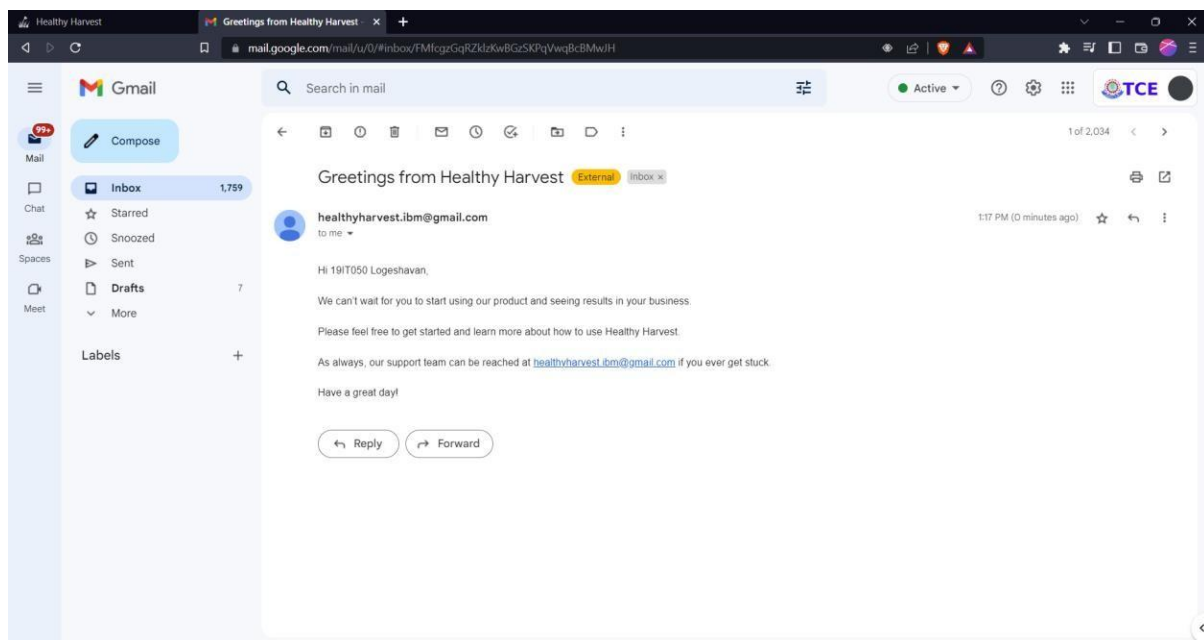 Healthy Harvest
Greetings from Healthy Harvest -
mail.google.com/mail/u/0/#inbox/FMfcgzGqRZklzKwBGzSKPqVwqBcBMwJH
Gmail
Search in mail
Active
TCE
99+
Mail
Compose
1 of 2,034
Inbox 1,759
Greetings from Healthy Harvest External Inbox x
Chat
Starred
healthyharvest.ibm@gmail.com 1:17 PM (0 minutes ago)
to me
Snoozed
Spaces
Sent
Hi 19IT050 Logeshavan,
Drafts 7
We can't wait for you to start using our product and seeing results in your business.
Meet
More
Please feel free to get started and learn more about how to use Healthy Harvest.
Labels
As always, our support team can be reached at healthyharvest.ibm@gmail.com if you ever get stuck.
Have a great day!
Reply Forward